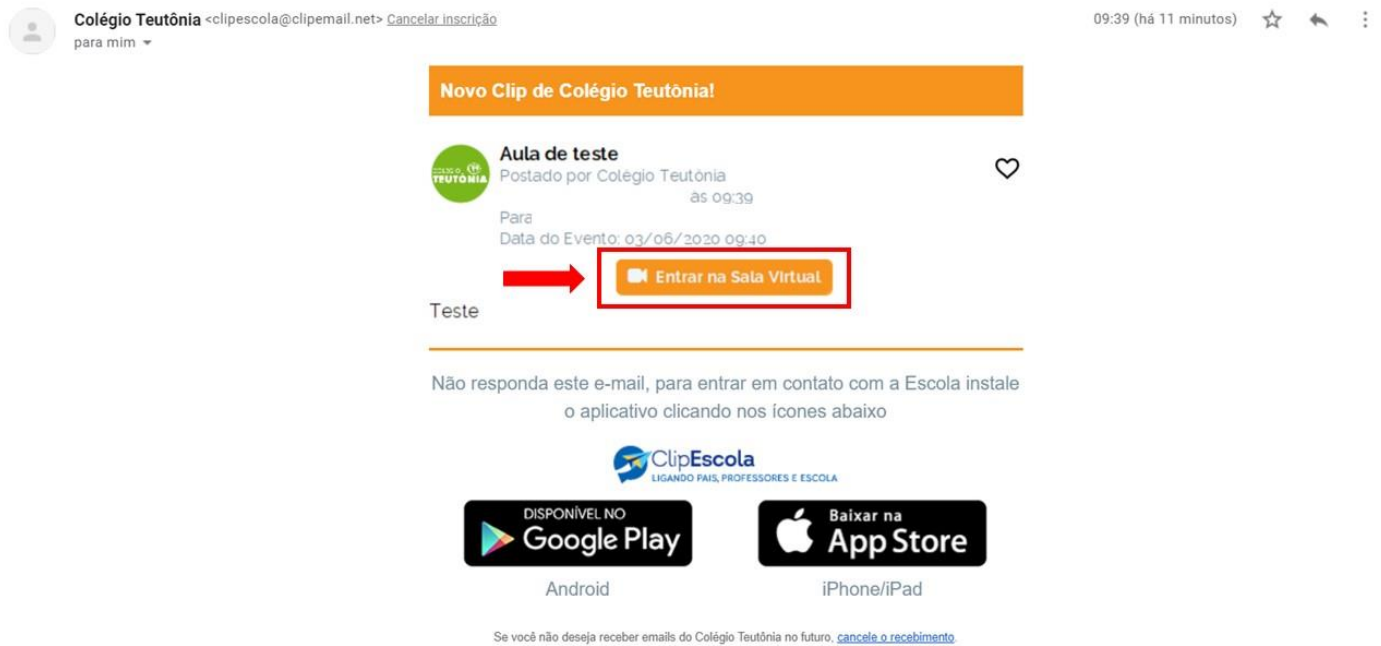 Colégio Teutônia <clipescola@clipemail.net> Cancelar inscrição
09:39 (há 11 minutos)
para mim
Novo Clip de Colégio Teutônia!
Aula de teste
TEUTÔNIA
Postado por Colégio Teutônia
às 09:39
Para
Data do Evento: 03/06/2020 09:40
Entrar na Sala Virtual
Teste
Não responda este e-mail, para entrar em contato com a Escola instale
o aplicativo clicando nos ícones abaixo
ClipEscola
LIGANDO PAIS, PROFESSORES E ESCOLA
DISPONÍVEL NO
Google Play
Baixar na
App Store
Android
iPhone/iPad
Se você não deseja receber emails do Colégio Teutônia no futuro, cancele o recebimento.